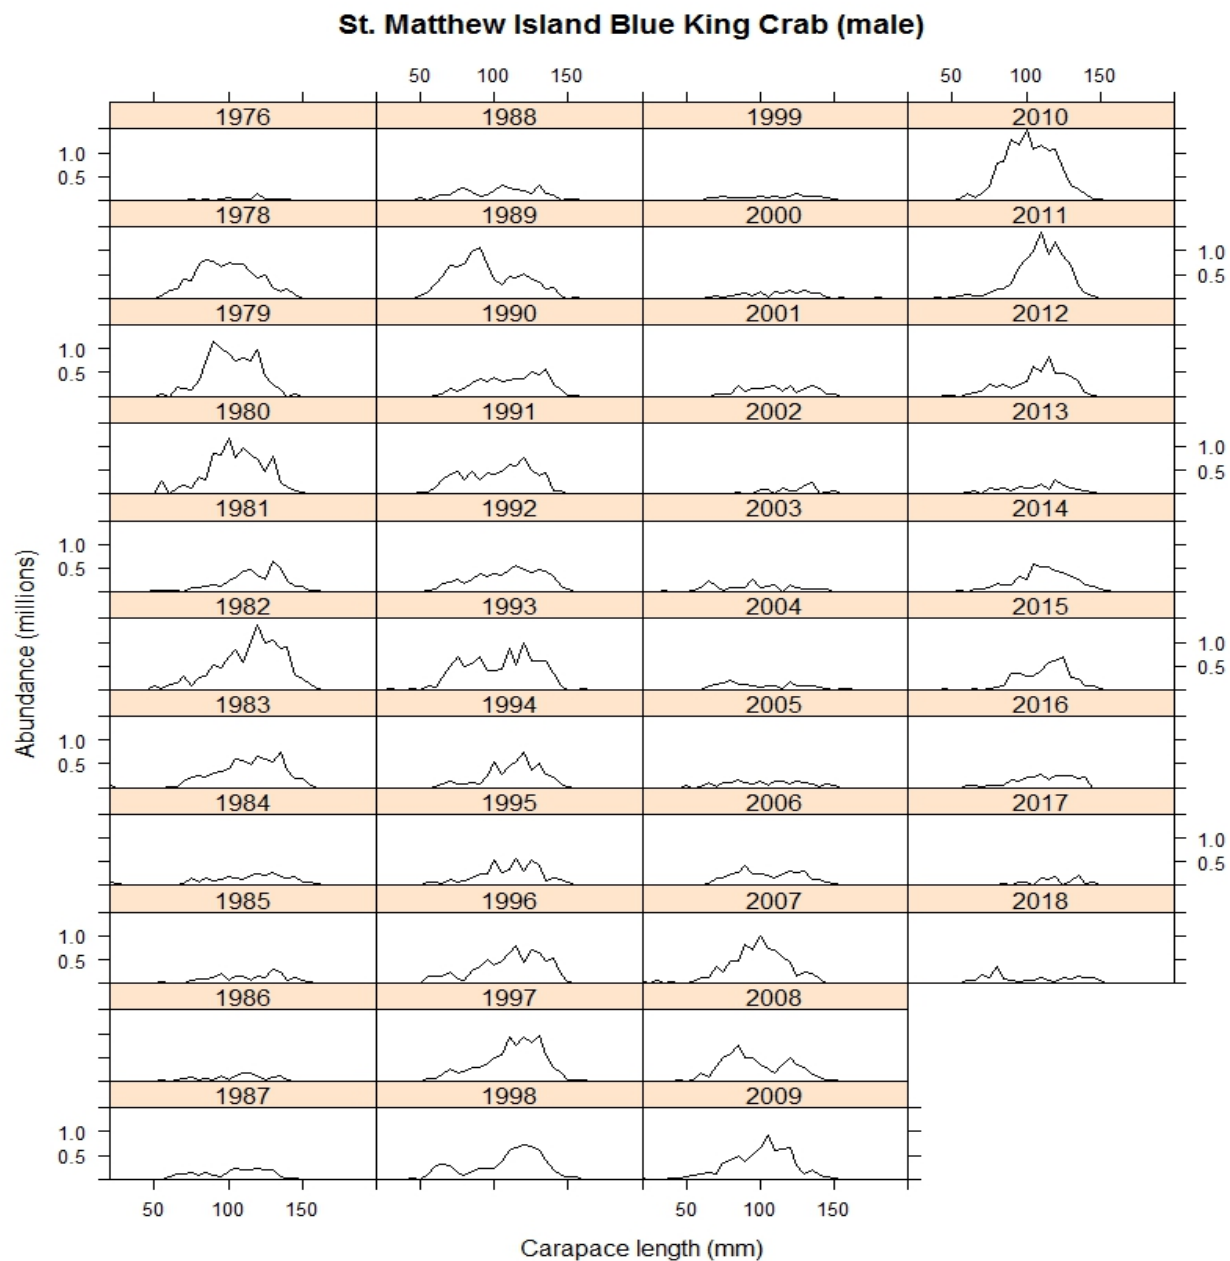 St. Matthew Island Blue King Crab (male)
50 100 150 50 100 150
1976 1988 1999 2010
1.0
0.5
1978 1989 2000 2011
1.0
0.5
1979 1990 2001 2012
1.0
0.5
1980 1991 2002 2013
1.0
0.5
1981 1992 2003 2014
1.0
0.5
1982 1993 2004 2015
1.0
0.5
1983 1994 2005 2016
1.0
0.5
1984 1995 2006 2017
1.0
0.5
1985 1996 2007 2018
1.0
0.5
1986 1997 2008
1987 1998 2009
1.0
0.5
50 100 150 50 100 150
Abundance (millions)
Carapace length (mm)